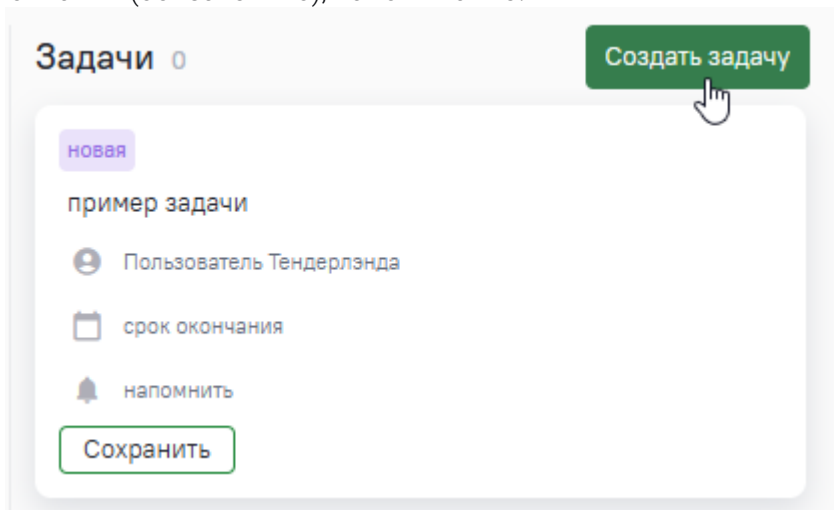 Задачи 0
Создать задачу
новая
пример задачи
Пользователь Тендерлэнда
срок окончания
напомнить
Сохранить